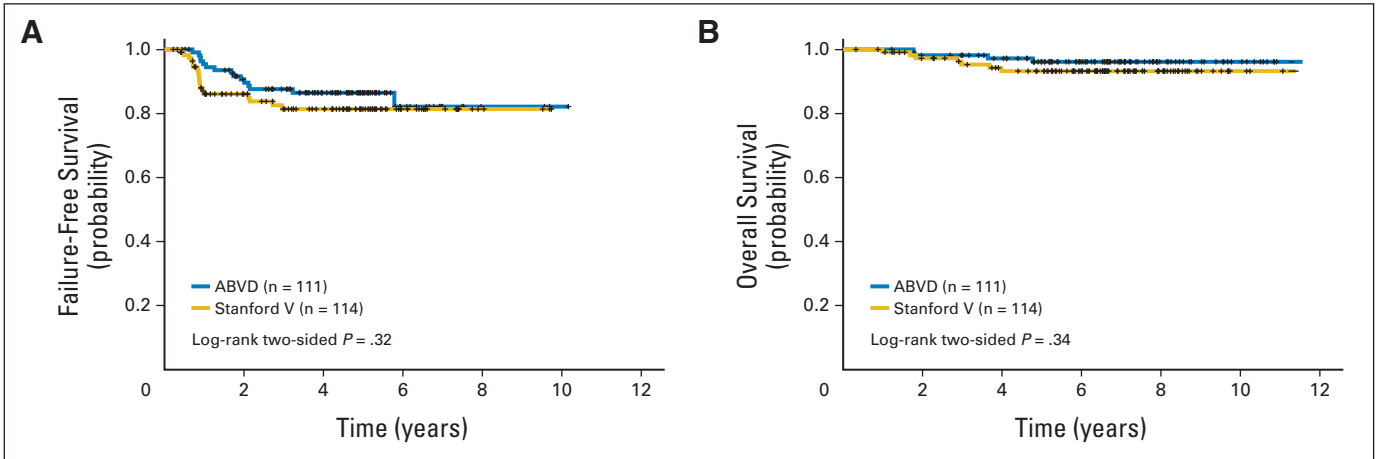 A
Failure-Free Survival
(probability)
1.0
0.8
0.6
0.4
0.2
0
2
4
6
8
10
12
ABVD (n = 111)
Stanford V (n = 114)
Log-rank two-sided P = .32
Time (years)
B
Overall Survival
(probability)
1.0
0.8
0.6
0.4
0.2
0
2
4
6
8
10
12
ABVD (n = 111)
Stanford V (n = 114)
Log-rank two-sided P = .34
Time (years)